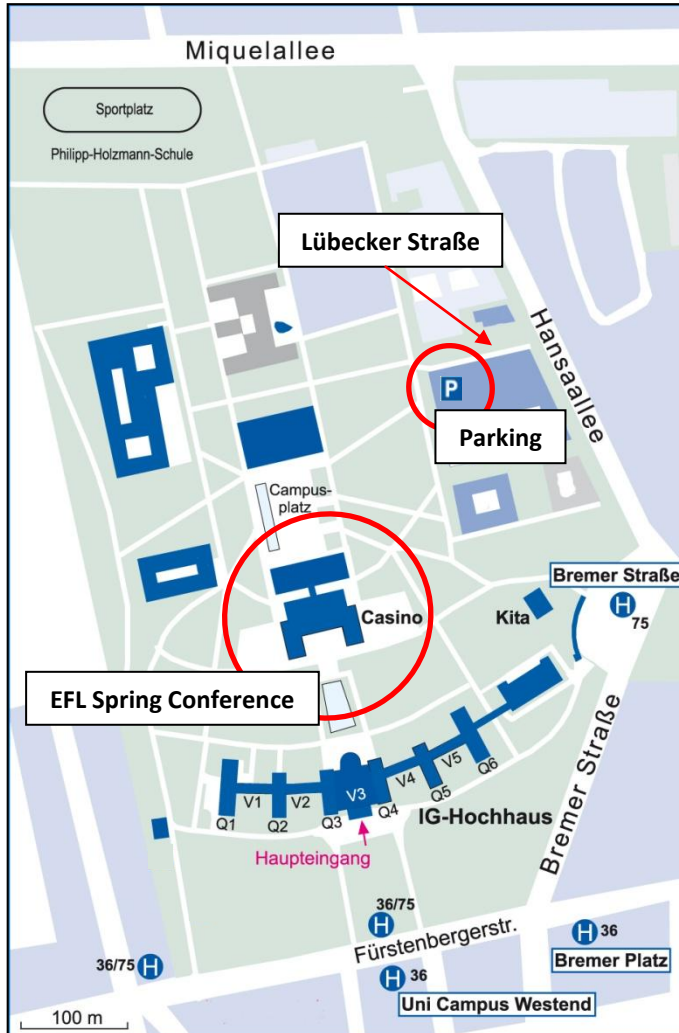 Miquelallee
Sportplatz
Philipp-Holzmann-Schule
Lübecker Straße
Hansaallee
P
Parking
Campus-
platz
Bremer Straße
H
75
Casino
Kita
EFL Spring Conference
Bremer Straße
Q1
V1
Q2
V2
Q3
V3
Q4
V4
Q5
V5
Q6
IG-Hochhaus
Haupteingang
36/75
H
Fürstenbergerstr.
H 36
Bremer Platz
36/75 H
H 36
Uni Campus Westend
100 m